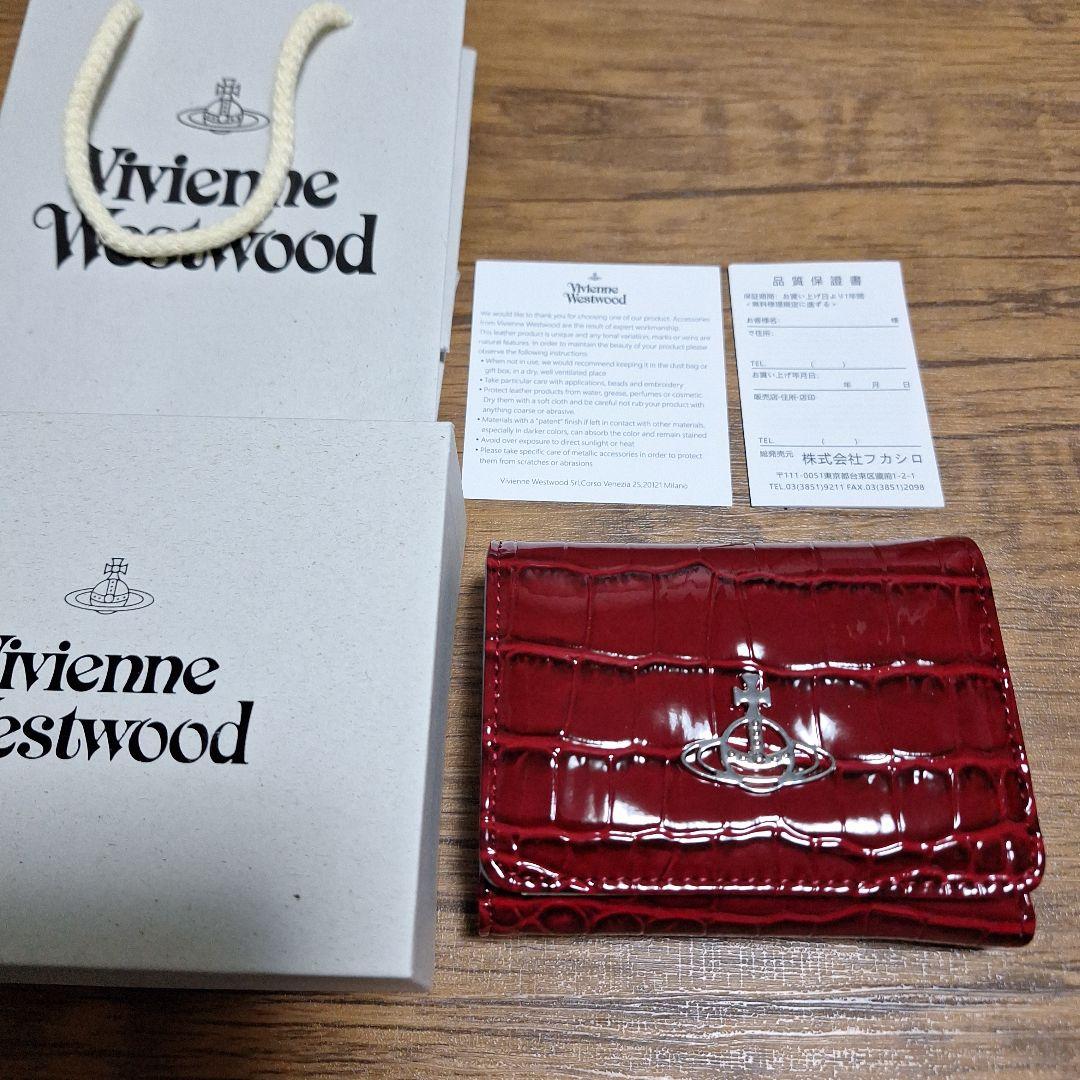 Vivienne
Westwood
Vivienne
Westwood
We would like to thank you for choosing one of our product. Accessories
from Vivienne Westwood are the result of expert workmanship.
This leather product is unique and any tonal variation, marks or veins are
natural features. In order to maintain the beauty of your product please
observe the following instructions:
• When not in use, we would recommend keeping it in the dust bag or
gift box, in a dry, well ventilated place
• Take particular care with applications, beads and embroidery
• Protect leather products from water, grease, perfumes or cosmetic.
Dry them with a soft cloth and be careful not rub your product with
anything coarse or abrasive.
• Materials with a "patent" finish if left in contact with other materials,
especially in darker colors, can absorb the color and remain stained
• Avoid over exposure to direct sunlight or heat
• Please take specific care of metallic accessories in order to protect
them from scratches or abrasions
Vivienne Westwood Srl,Corso Venezia 25,20121 Milano
品質保證書
保証期間: お買い上げ日より1年間
<無料修理規定に準ずる>
お客様名: 様
ご住所:
TEL. ( )
お買い上げ年月日:
年 月 日
販売店・住所・店印
TEL. ( )
総発売元 株式会社フカシロ
〒111-0051東京都台東区蔵前1-2-1
TEL.03(3851)9211 FAX.03(3851)2098
Vivienne
Westwood